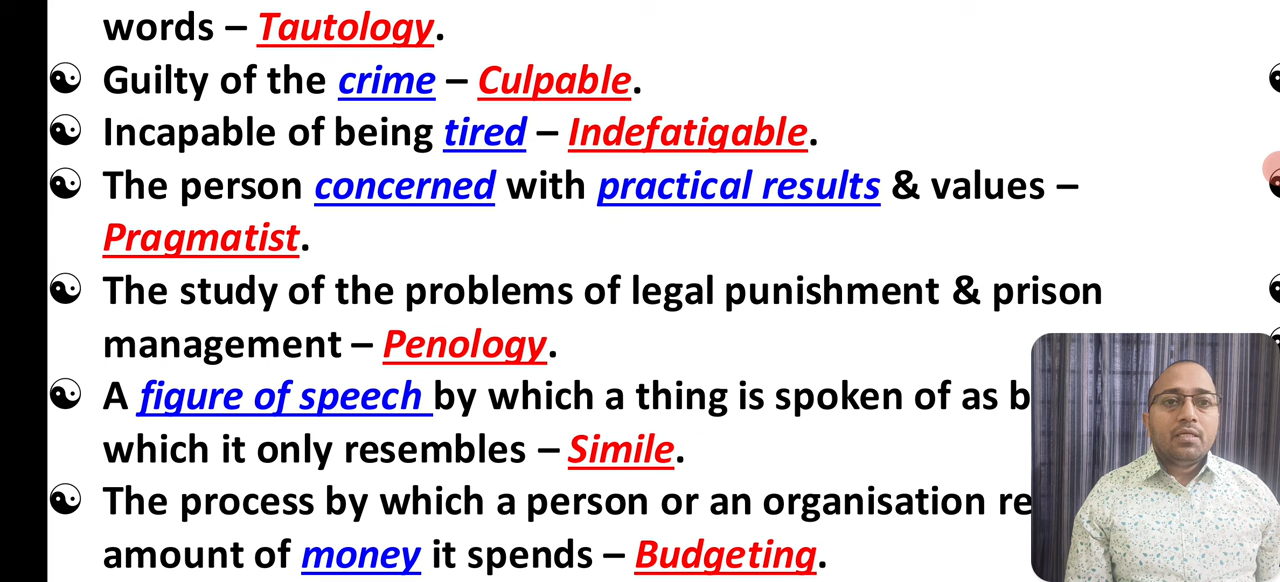 words – Tautology.
☯ Guilty of the crime – Culpable.
☯ Incapable of being tired – Indefatigable.
☯ The person concerned with practical results & values –
Pragmatist.
☯ The study of the problems of legal punishment & prison
management – Penology.
☯ A figure of speech by which a thing is spoken of as
which it only resembles – Simile.
☯ The process by which a person or an organisation
amount of money it spends – Budgeting.